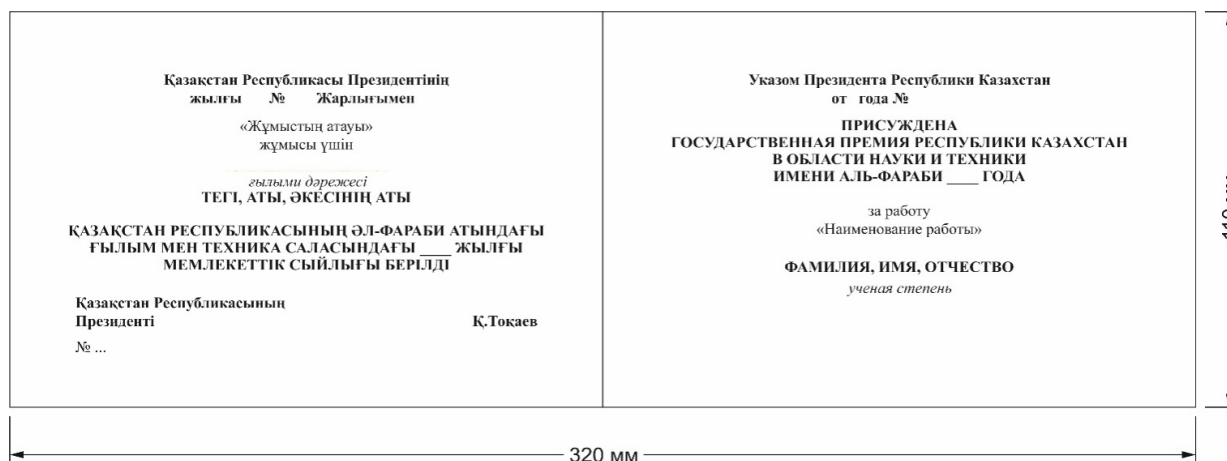 Қазақстан Республикасы Президентінің
жылғы № Жарлығымен
«Жұмыстың атауы»
жұмысы үшін
ғылыми дәрежесі
ТЕГІ, АТЫ, ӘКЕСІНІҢ АТЫ
ҚАЗАҚСТАН РЕСПУБЛИКАСЫНЫҢ ӘЛ-ФАРАБИ АТЫНДАҒЫ
ҒЫЛЫМ МЕН ТЕХНИКА САЛАСЫНДАҒЫ ____ ЖЫЛҒЫ
МЕМЛЕКЕТТІК СЫЙЛЫҒЫ БЕРІЛДІ
Қазақстан Республикасының
Президенті Қ.Тоқаев
№ ...
Указом Президента Республики Казахстан
от года №
ПРИСУЖДЕНА
ГОСУДАРСТВЕННАЯ ПРЕМИЯ РЕСПУБЛИКИ КАЗАХСТАН
В ОБЛАСТИ НАУКИ И ТЕХНИКИ
ИМЕНИ АЛЬ-ФАРАБИ ____ ГОДА
за работу
«Наименование работы»
ФАМИЛИЯ, ИМЯ, ОТЧЕСТВО
ученая степень
320 мм